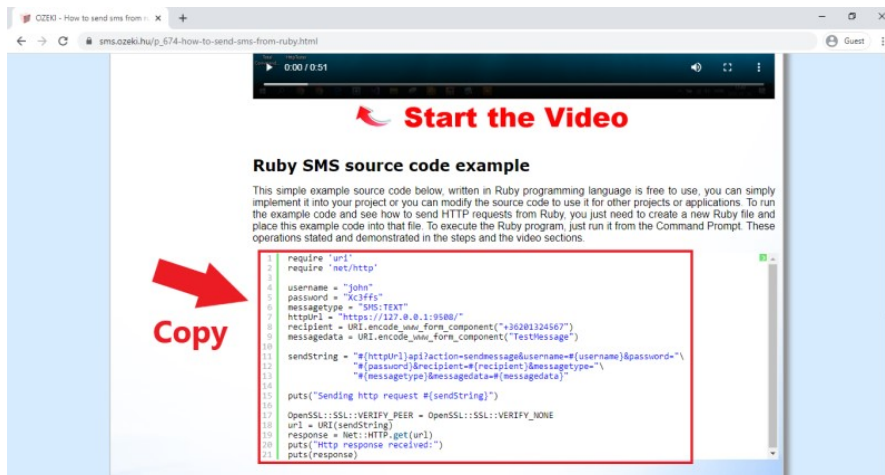 OZEKI - How to send sms from r
Guest
sms.ozeki.hu/p_674-how-to-send-sms-from-ruby.html
0:00 / 0:51
Start the Video
Ruby SMS source code example
This simple example source code below, written in Ruby programming language is free to use, you can simply
implement it into your project or you can modify the source code to use it for other projects or applications. To run
the example code and see how to send HTTP requests from Ruby, you just need to create a new Ruby file and
place this example code into that file. To execute the Ruby program, just run it from the Command Prompt. These
operations stated and demonstrated in the steps and the video sections.
Copy
1 require 'uri'
2 require 'net/http'
3
4 username = "john"
5 password = "Xc3ffs"
6 messagetype = "SMS:TEXT"
7 httpUrl = "https://127.0.0.1:9508/"
8 recipient = URI.encode_www_form_component("+36201324567")
9 messagedata = URI.encode_www_form_component("TestMessage")
10
11 sendString = "#{httpUrl}api?action=sendmessage&username=#{username}&password="\
12 "#{password}&recipient=#{recipient}&messagetype="\
13 "#{messagetype}&messagedata=#{messagedata}"
14
15 puts("Sending http request #{sendString}")
16
17 OpenSSL::SSL::VERIFY_PEER = OpenSSL::SSL::VERIFY_NONE
18 url = URI(sendString)
19 response = Net::HTTP.get(url)
20 puts("Http response received:")
21 puts(response)